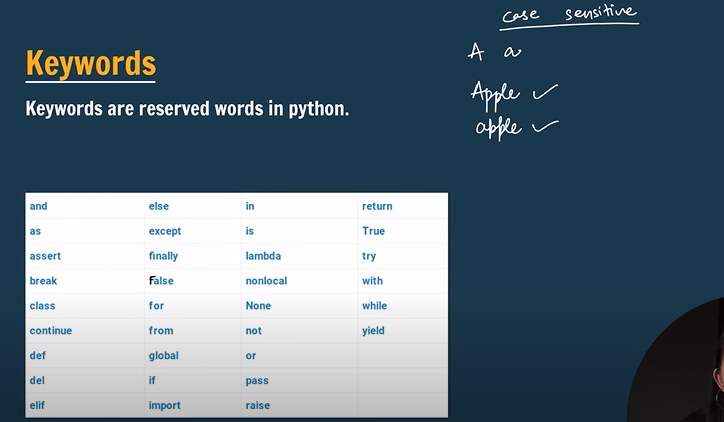 case sensitive
A a
Keywords
Apple
apple
Keywords are reserved words in python.
and else in return
as except is True
assert finally lambda try
break False nonlocal with
class for None while
continue from not yield
def global or
del if pass
elif import raise